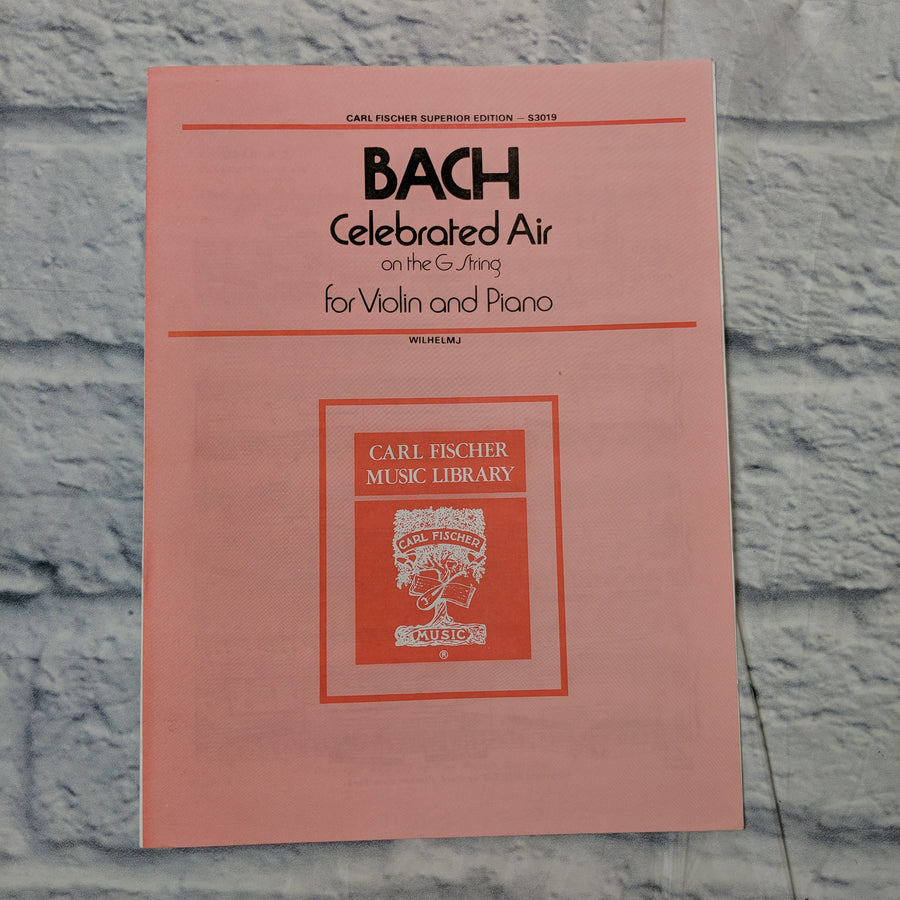 CARL FISCHER SUPERIOR EDITION — S3019
BACH
Celebrated Air
on the G String
for Violin and Piano
WILHELMJ
CARL FISCHER
MUSIC LIBRARY
CARL FISCHER
MUSIC
®